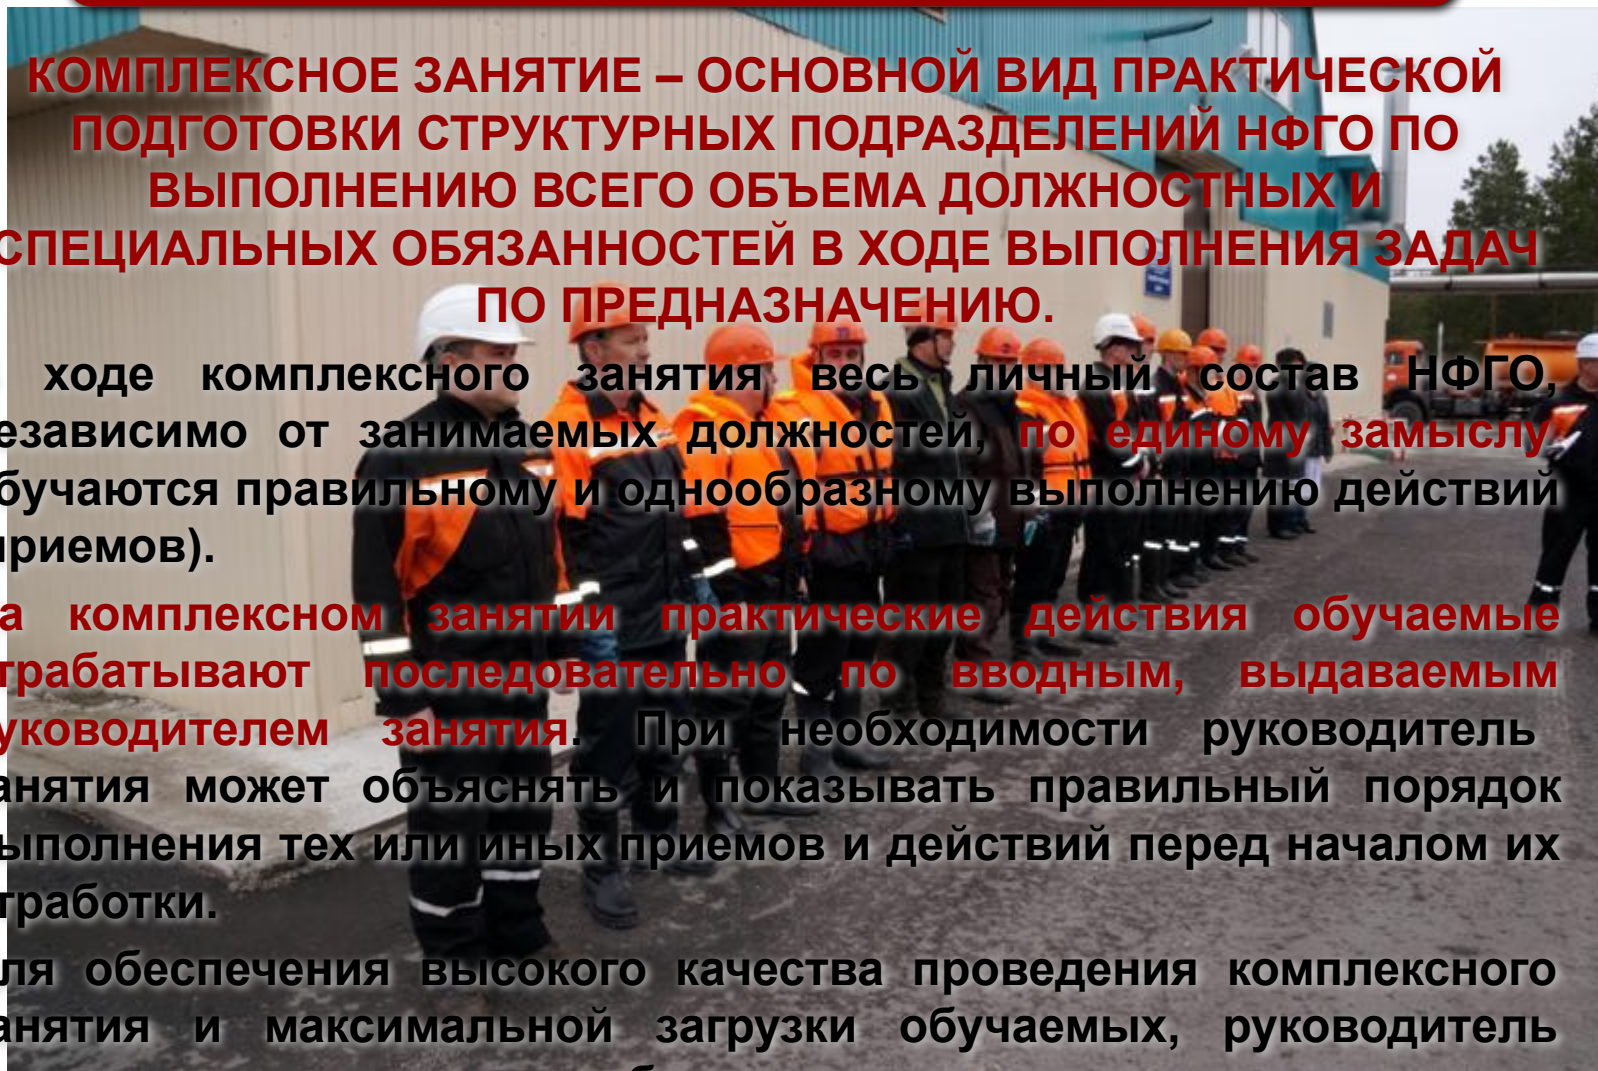 КОМПЛЕКСНОЕ ЗАНЯТИЕ – ОСНОВНОЙ ВИД ПРАКТИЧЕСКОЙ
ПОДГОТОВКИ СТРУКТУРНЫХ ПОДРАЗДЕЛЕНИЙ НФГО ПО
ВЫПОЛНЕНИЮ ВСЕГО ОБЪЕМА ДОЛЖНОСТНЫХ И
СПЕЦИАЛЬНЫХ ОБЯЗАННОСТЕЙ В ХОДЕ ВЫПОЛНЕНИЯ ЗАДАЧ
ПО ПРЕДНАЗНАЧЕНИЮ.
ходе комплексного занятия весь личный состав НФГО,
езависимо от занимаемых должностей, по единому замыслу
бучаются правильному и однообразному выполнению действий
приемов).
а комплексном занятии практические действия обучаемые
трабатывают последовательно по вводным, выдаваемым
уководителем занятия. При необходимости руководитель
анятия может объяснять и показывать правильный порядок
ыполнения тех или иных приемов и действий перед началом их
тработки.
ля обеспечения высокого качества проведения комплексного
анятия и максимальной загрузки обучаемых, руководитель